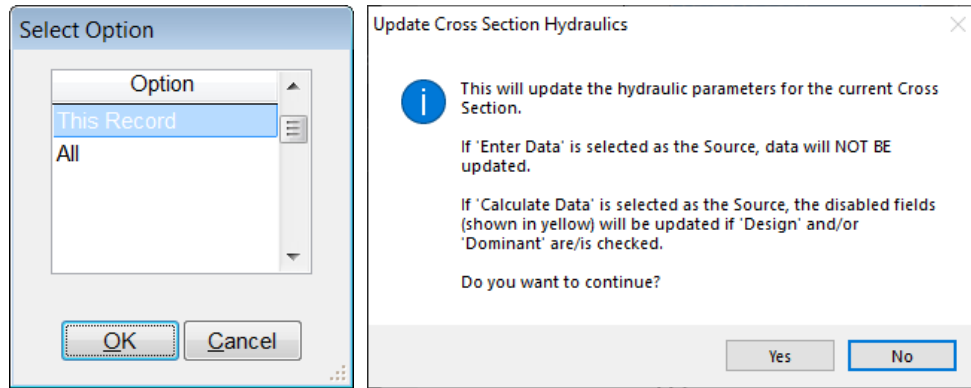 Select Option
Option
This Record
All
OK
Cancel
Update Cross Section Hydraulics
This will update the hydraulic parameters for the current Cross
Section.
If 'Enter Data' is selected as the Source, data will NOT BE
updated.
If 'Calculate Data' is selected as the Source, the disabled fields
(shown in yellow) will be updated if 'Design' and/or
'Dominant' are/is checked.
Do you want to continue?
Yes
No